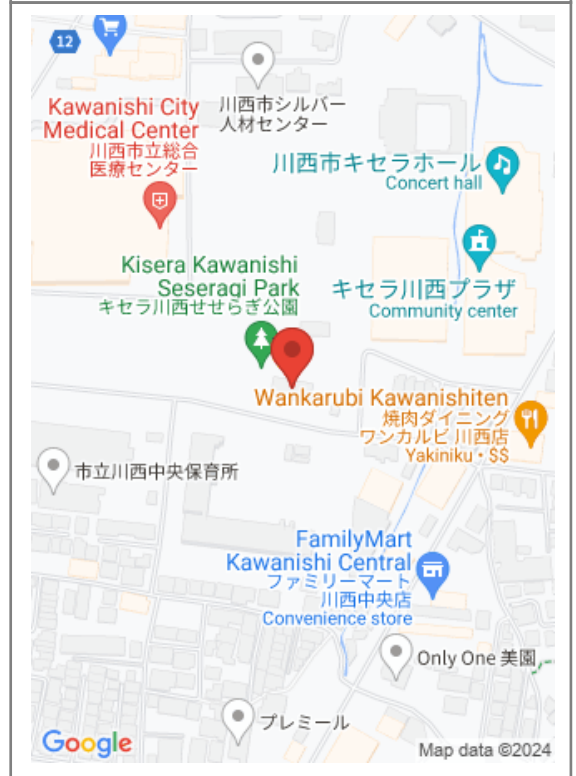 12
川西市シルバー
人材センター
Kawanishi City
Medical Center
川西市立総合
医療センター
川西市キセラホール
Concert hall
Kisera Kawanishi
Seseragi Park
キセラ川西せせらぎ公園
キセラ川西プラザ
Community center
Wankarubi Kawanishiten
焼肉ダイニング
ワンカルビ 川西店
Yakiniku • $$
市立川西中央保育所
FamilyMart
Kawanishi Central
ファミリーマート
川西中央店
Convenience store
Only One 美園
プレミール
Google
Map data ©2024